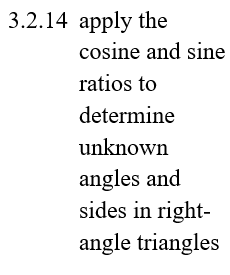 3.2.14 apply the
cosine and sine
ratios to
determine
unknown
angles and
sides in right-
angle triangles